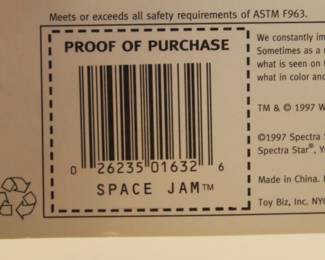 Meets or exceeds all safety requirements of ASTM F963.
PROOF OF PURCHASE
0 26235 01632 6
SPACE JAM™
We constantly im
Sometimes as a
what is seen on
what in color and
TM & © 1997 W
©1997 Spectra
Spectra Star®, Y
Made in China.
Toy Biz, Inc. NY